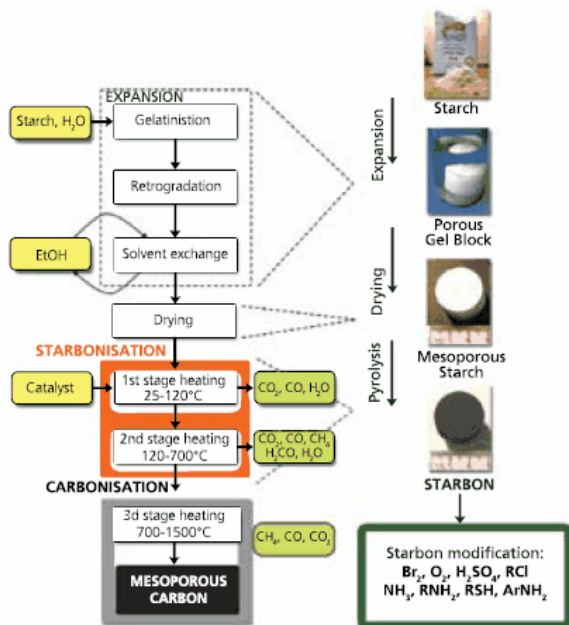 EXPANSION
Starch, H₂O
Gelatinistion
Retrogradation
EtOH
Solvent exchange
Drying
STARBONISATION
Catalyst
1st stage heating
25-120°C
CO₂, CO, H₂O
2nd stage heating
120-700°C
CO₂, CO, CH₄
H₂CO, H₂O
CARBONISATION
3d stage heating
700-1500°C
CH₄, CO, CO₂
MESOPOROUS
CARBON
Expansion
Drying
Pyrolysis
Starch
Porous
Gel Block
Mesoporous
Starch
STARBON
Starbon modification:
Br₂, O₂, H₂SO₄, RCl
NH₃, RNH₂, RSH, ArNH₂